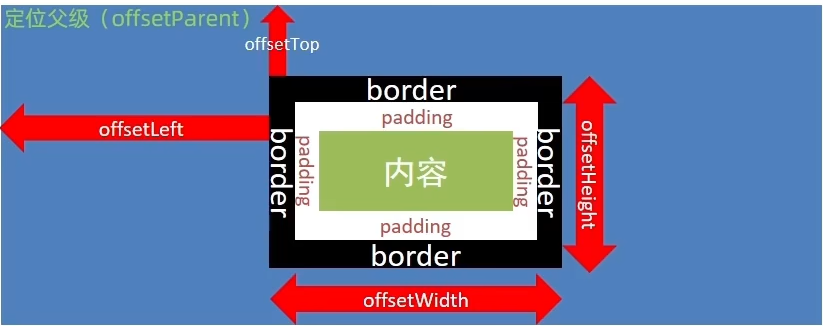 定位父级（offsetParent）
offsetTop
border
offsetLeft
padding
border
padding
内容
padding
border
offsetHeight
padding
border
offsetWidth